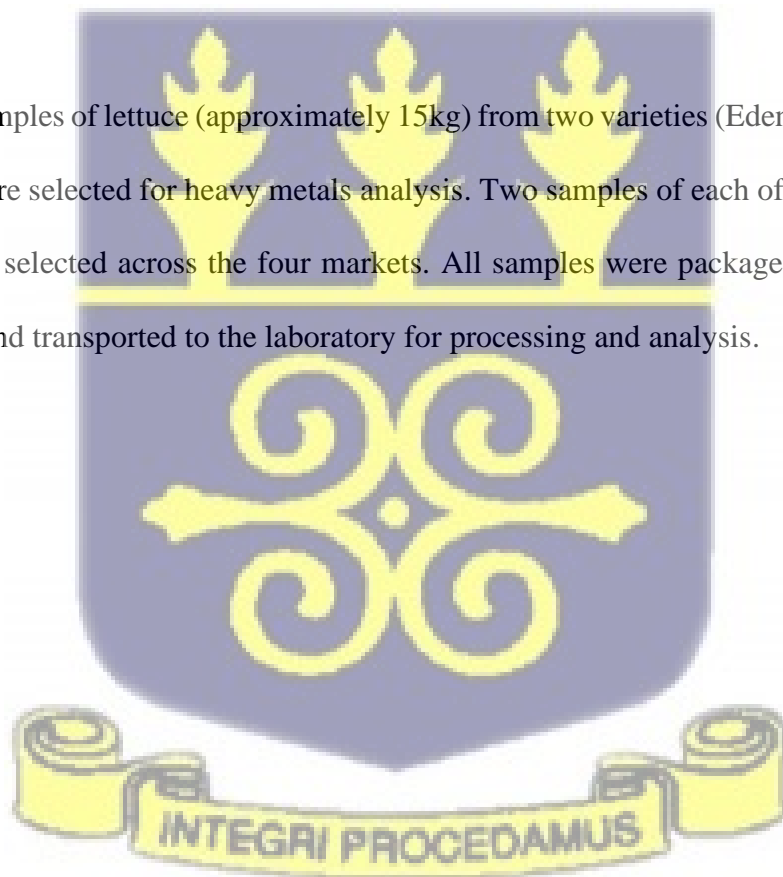 mples of lettuce (approximately 15kg) from two varieties (Eden
re selected for heavy metals analysis. Two samples of each of
selected across the four markets. All samples were package
nd transported to the laboratory for processing and analysis.
INTEGRI PROCEDAMUS